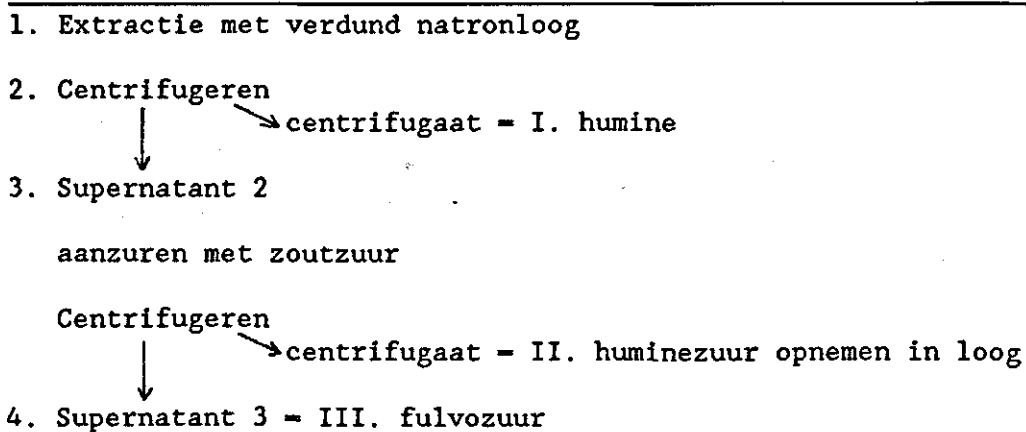 1. Extractie met verdund natronloog
2. Centrifugeren
centrifugaat = I. humine
3. Supernatant 2
aanzuren met zoutzuur
Centrifugeren
centrifugaat = II. huminezuur opnemen in loog
4. Supernatant 3 = III. fulvozuur